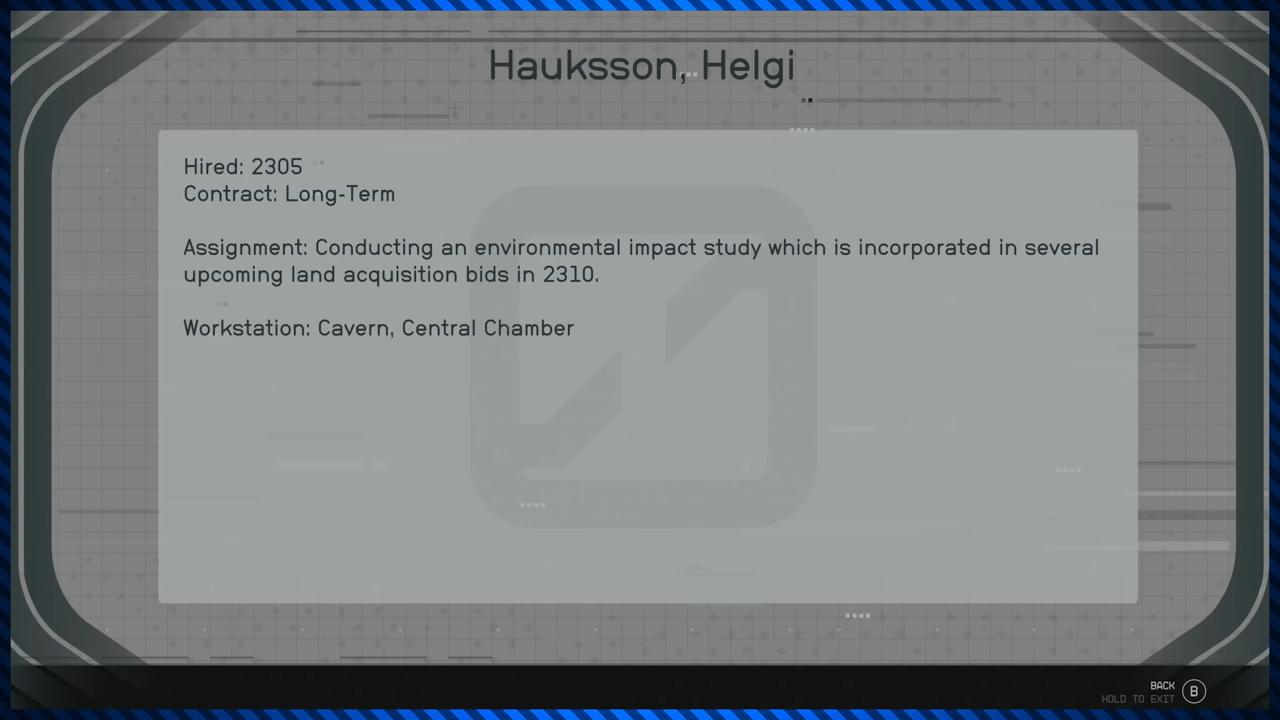 Hauksson, Helgi
Hired: 2305
Contract: Long-Term
Assignment: Conducting an environmental impact study which is incorporated in several
upcoming land acquisition bids in 2310.
Workstation: Cavern, Central Chamber
BACK
HOLD TO EXIT
B